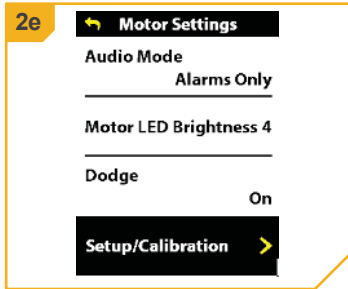 2e
Motor Settings
Audio Mode
Alarms Only
Motor LED Brightness 4
Dodge
On
Setup/Calibration